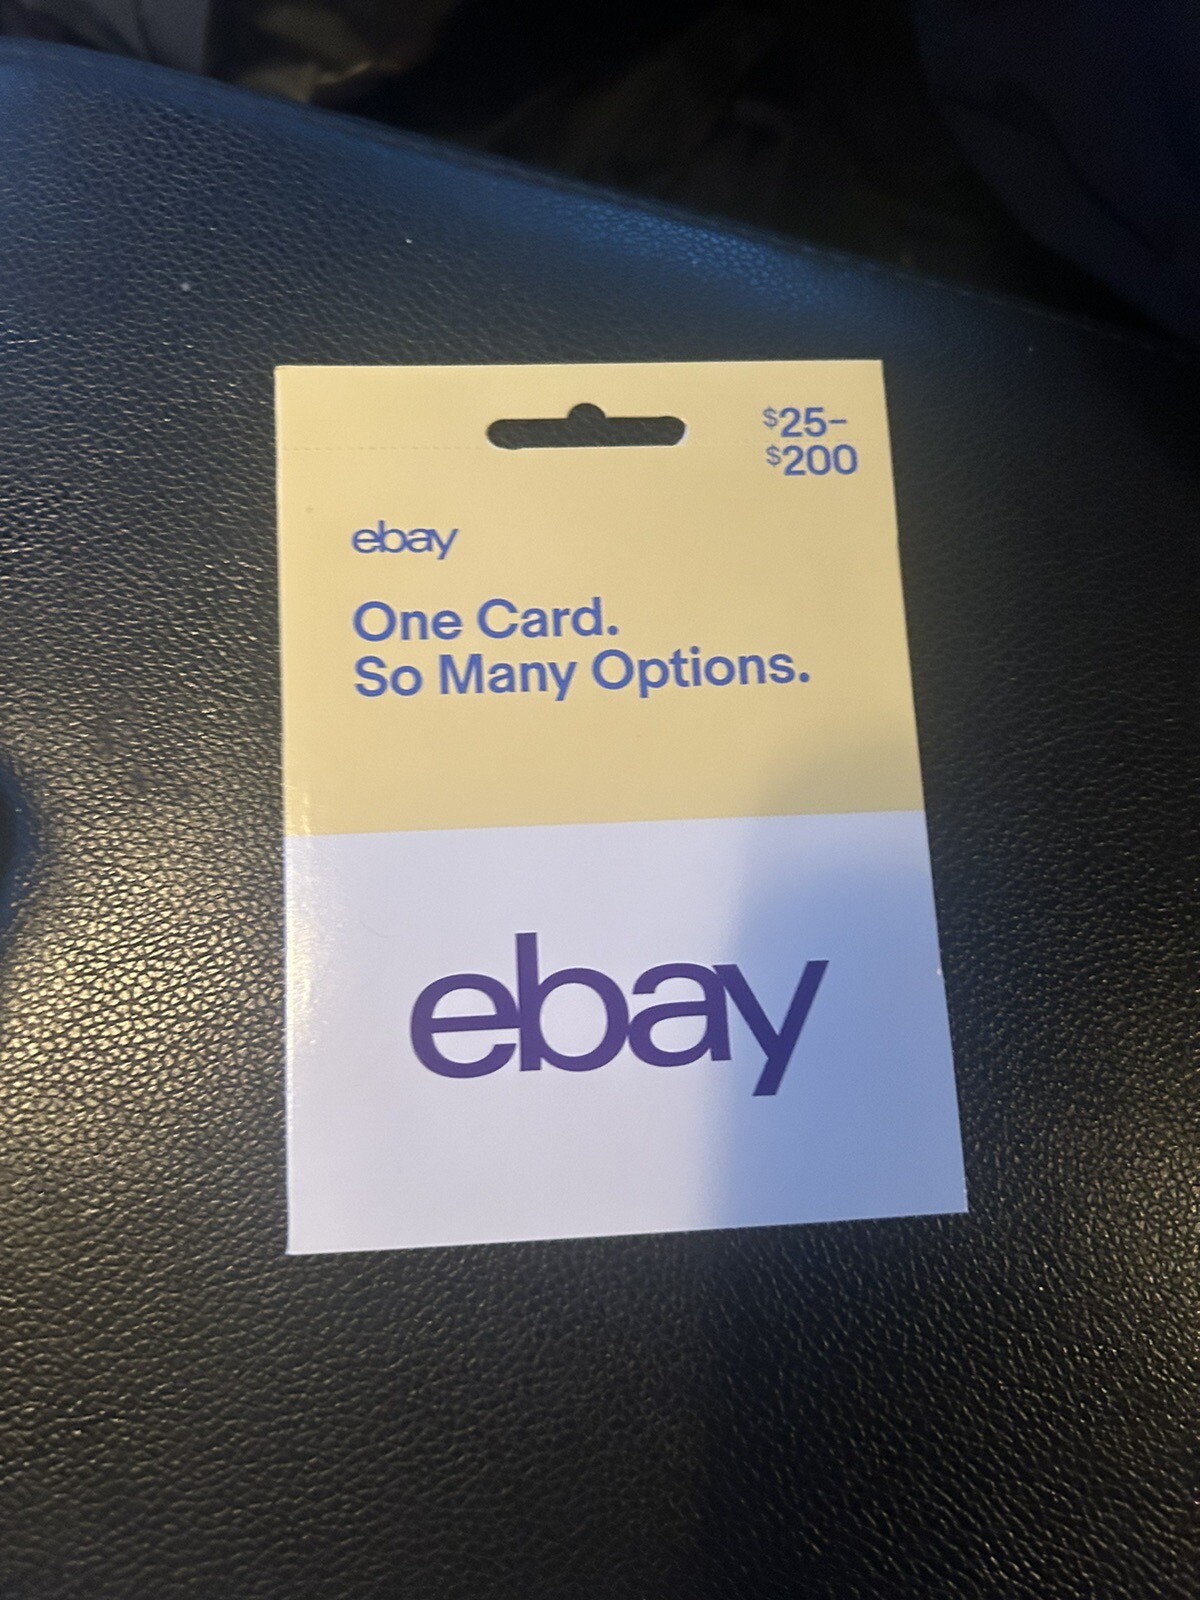 $25-
$200
ebay
One Card.
So Many Options.
ebay